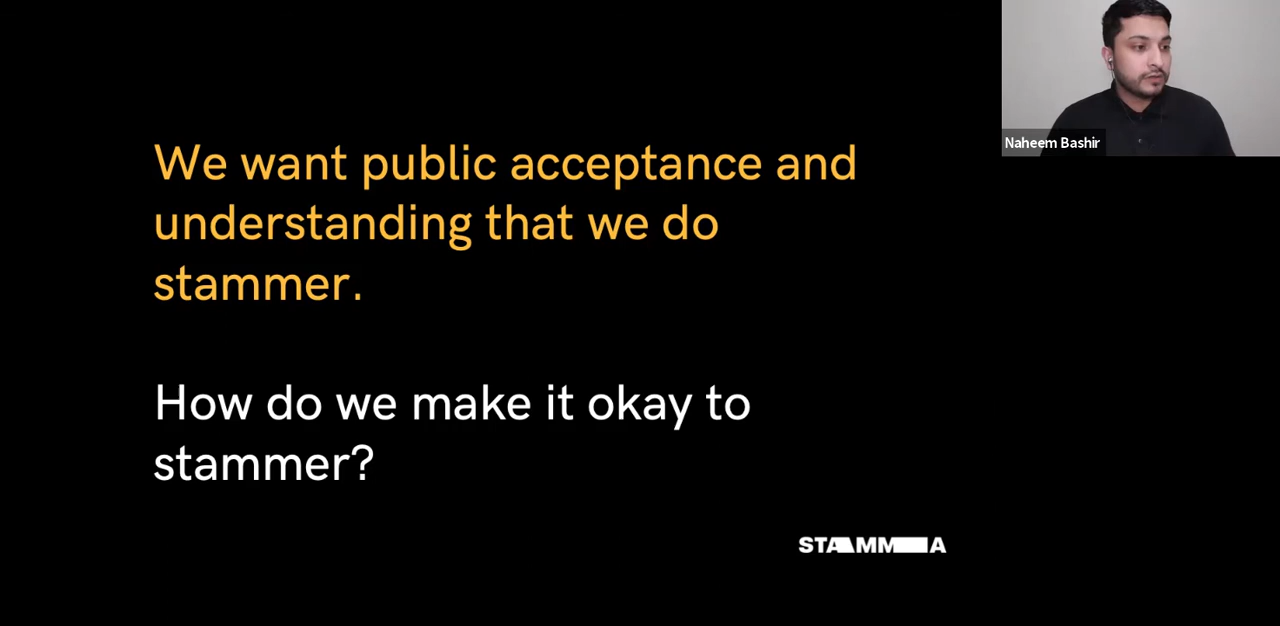 We want public acceptance and
understanding that we do
stammer.
How do we make it okay to
stammer?
STAMMA
Naheem Bashir